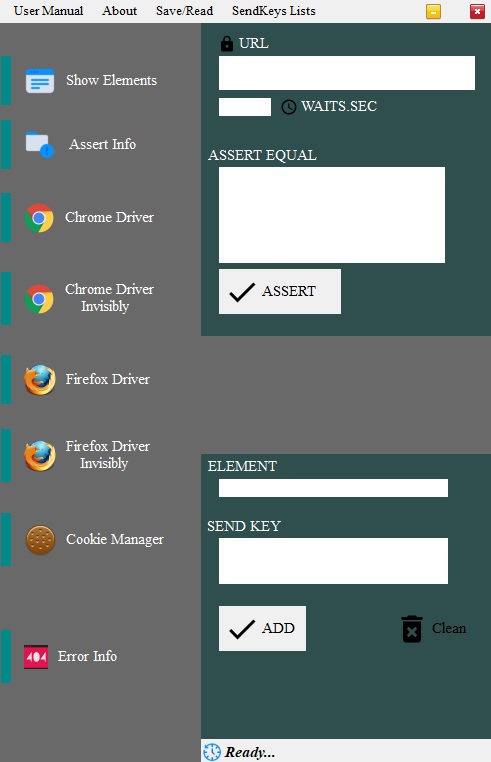 User Manual About Save/Read SendKeys Lists
Show Elements
Assert Info
Chrome Driver
Chrome Driver
Invisibly
Firefox Driver
Firefox Driver
Invisibly
Cookie Manager
404
Error Info
URL
WAITS.SEC
ASSERT EQUAL
ASSERT
ELEMENT
SEND KEY
ADD
Clean
Ready...